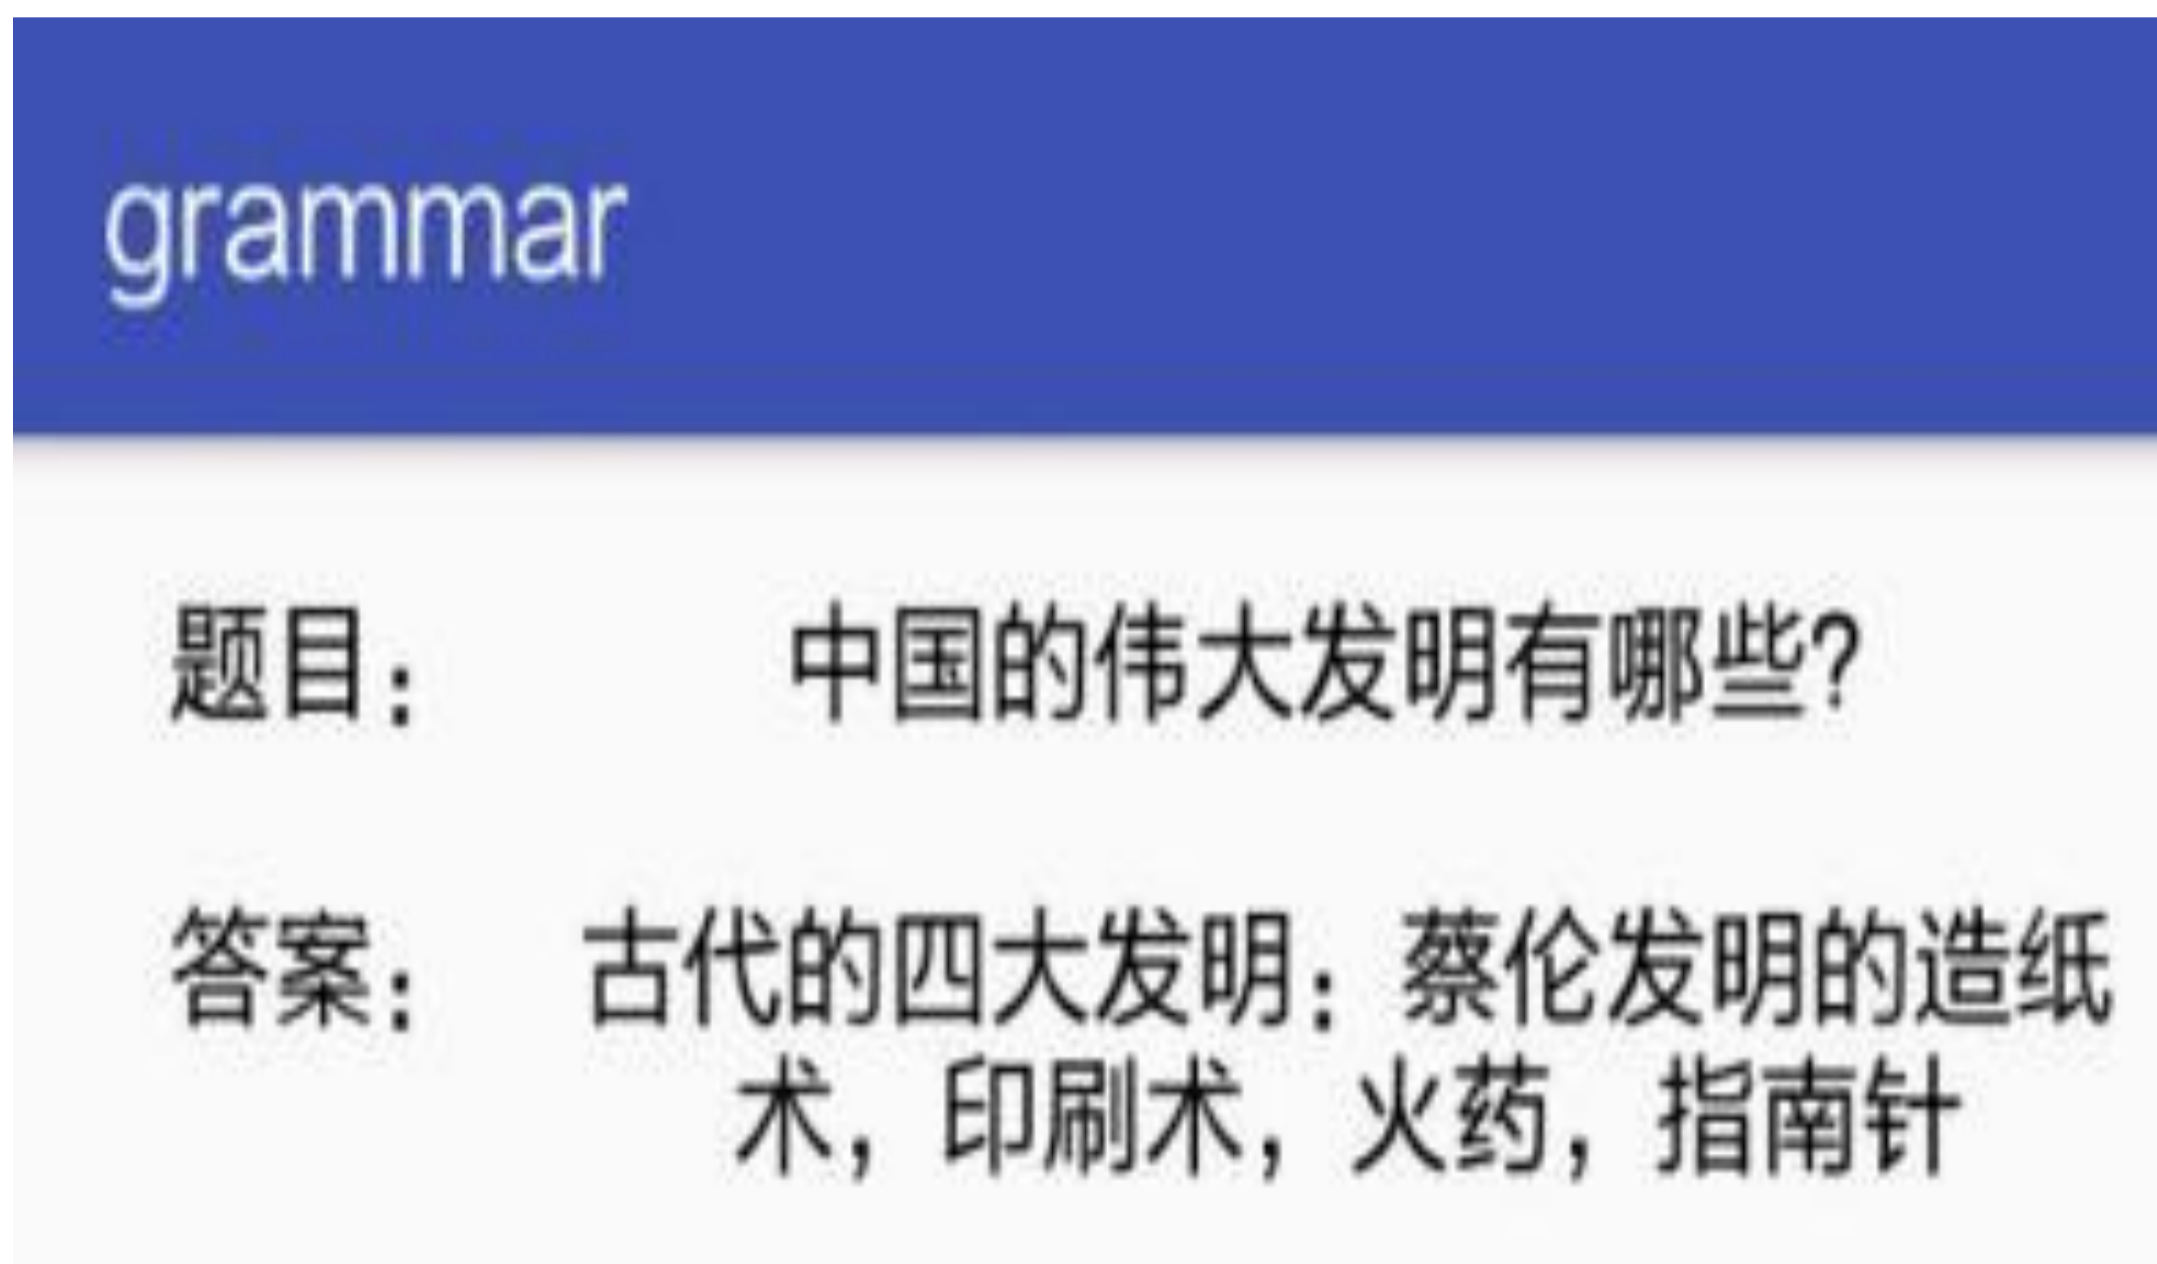 grammar
题目： 中国的伟大发明有哪些?
答案： 古代的四大发明：蔡伦发明的造纸
术，印刷术，火药，指南针